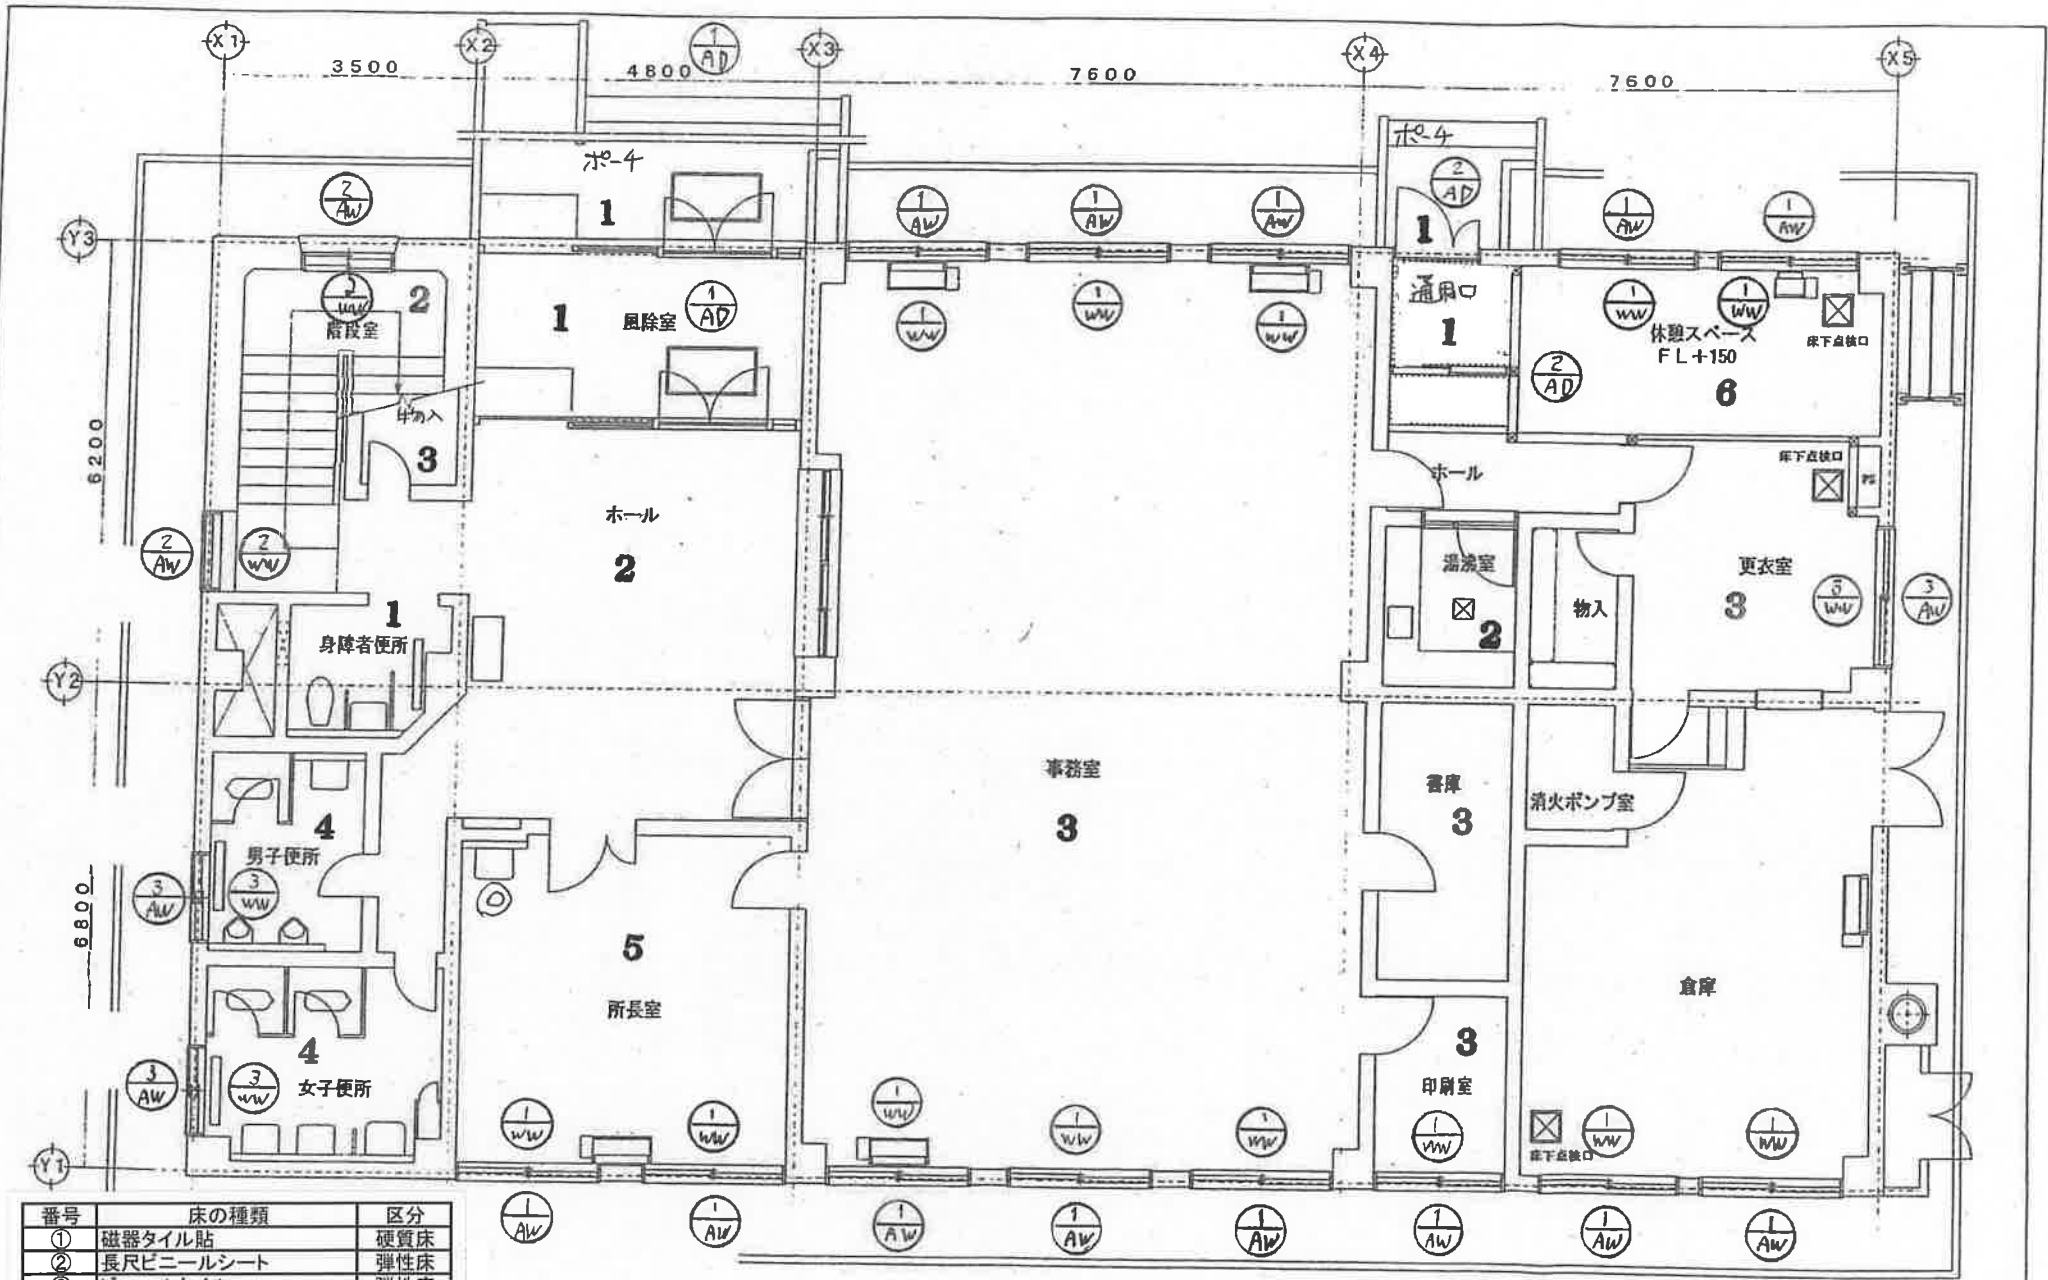 X1
X2
1
AD
X3
X4
X5
3500
4800
7600
7600
ポーチ
ポーチ
2
AW
1
1
AW
1
AW
1
AW
2
AD
1
1
AW
1
AW
Y3
2
WW
2
階段室
1
風除室
1
AD
1
WW
1
WW
1
WW
通用口
1
1
WW
1
WW
休憩スペース
FL+150
床下点検口
2
AD
6
物入
3
6200
ホール
床下点検口
PS
ホール
2
2
AW
2
WW
湯沸室
2
物入
更衣室
3
3
WW
3
AW
1
身障者便所
Y2
事務室
3
書庫
3
消火ポンプ室
4
男子便所
3
AW
3
WW
6800
5
所長室
倉庫
4
女子便所
3
AW
3
WW
3
印刷室
1
WW
1
WW
1
WW
1
WW
1
WW
1
WW
床下点検口
1
WW
1
WW
Y1
1
AW
1
AW
1
AW
1
AW
1
AW
1
AW
1
AW
1
AW
番号 床の種類 区分
① 磁器タイル貼 硬質床
② 長尺ビニールシート 弾性床